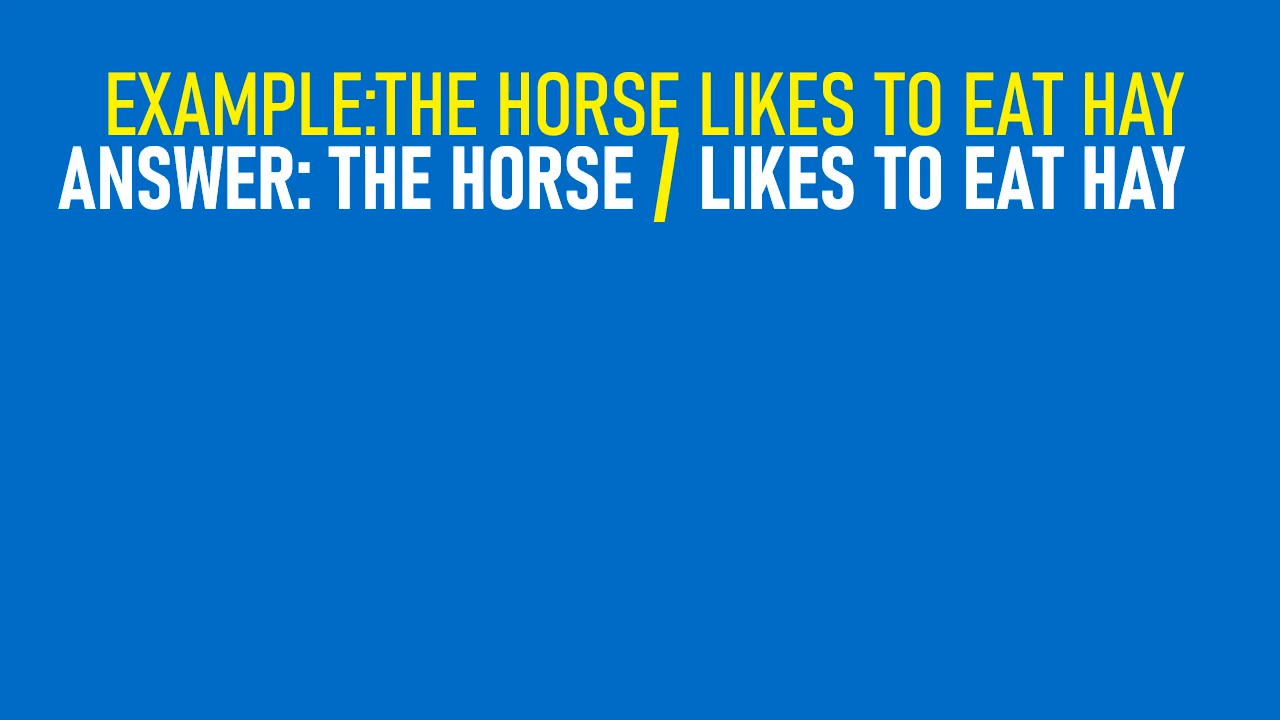 EXAMPLE:THE HORSE LIKES TO EAT HAY
ANSWER: THE HORSE / LIKES TO EAT HAY